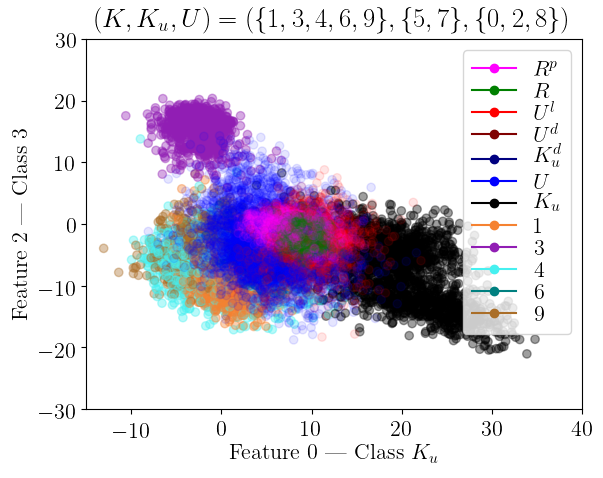 (K, K_u, U) = ({1, 3, 4, 6, 9}, {5, 7}, {0, 2, 8})
30
20
10
0
−10
−20
−30
Feature 2 — Class 3
R^p
R
U^l
U^d
K_u^d
U
K_u
1
3
4
6
9
−10
0
10
20
30
40
Feature 0 — Class K_u